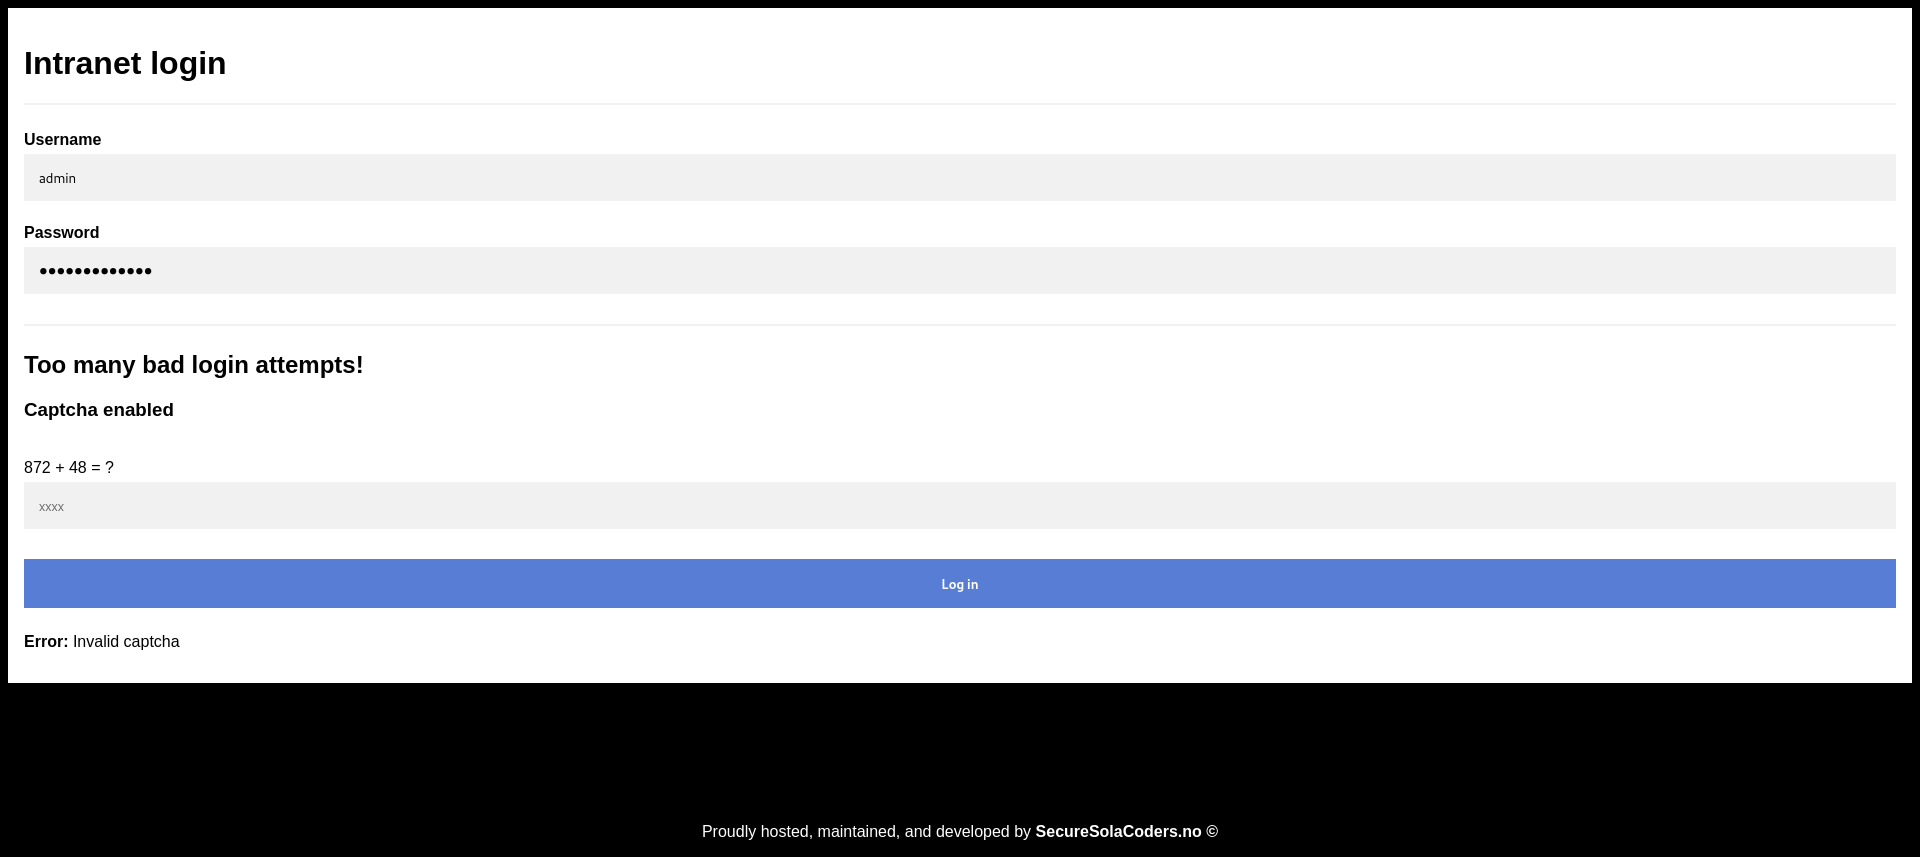 Intranet login
Username
admin
Password
•••••••••••••
Too many bad login attempts!
Captcha enabled
872 + 48 = ?
xxxx
Log in
Error: Invalid captcha
Proudly hosted, maintained, and developed by SecureSolaCoders.no ©